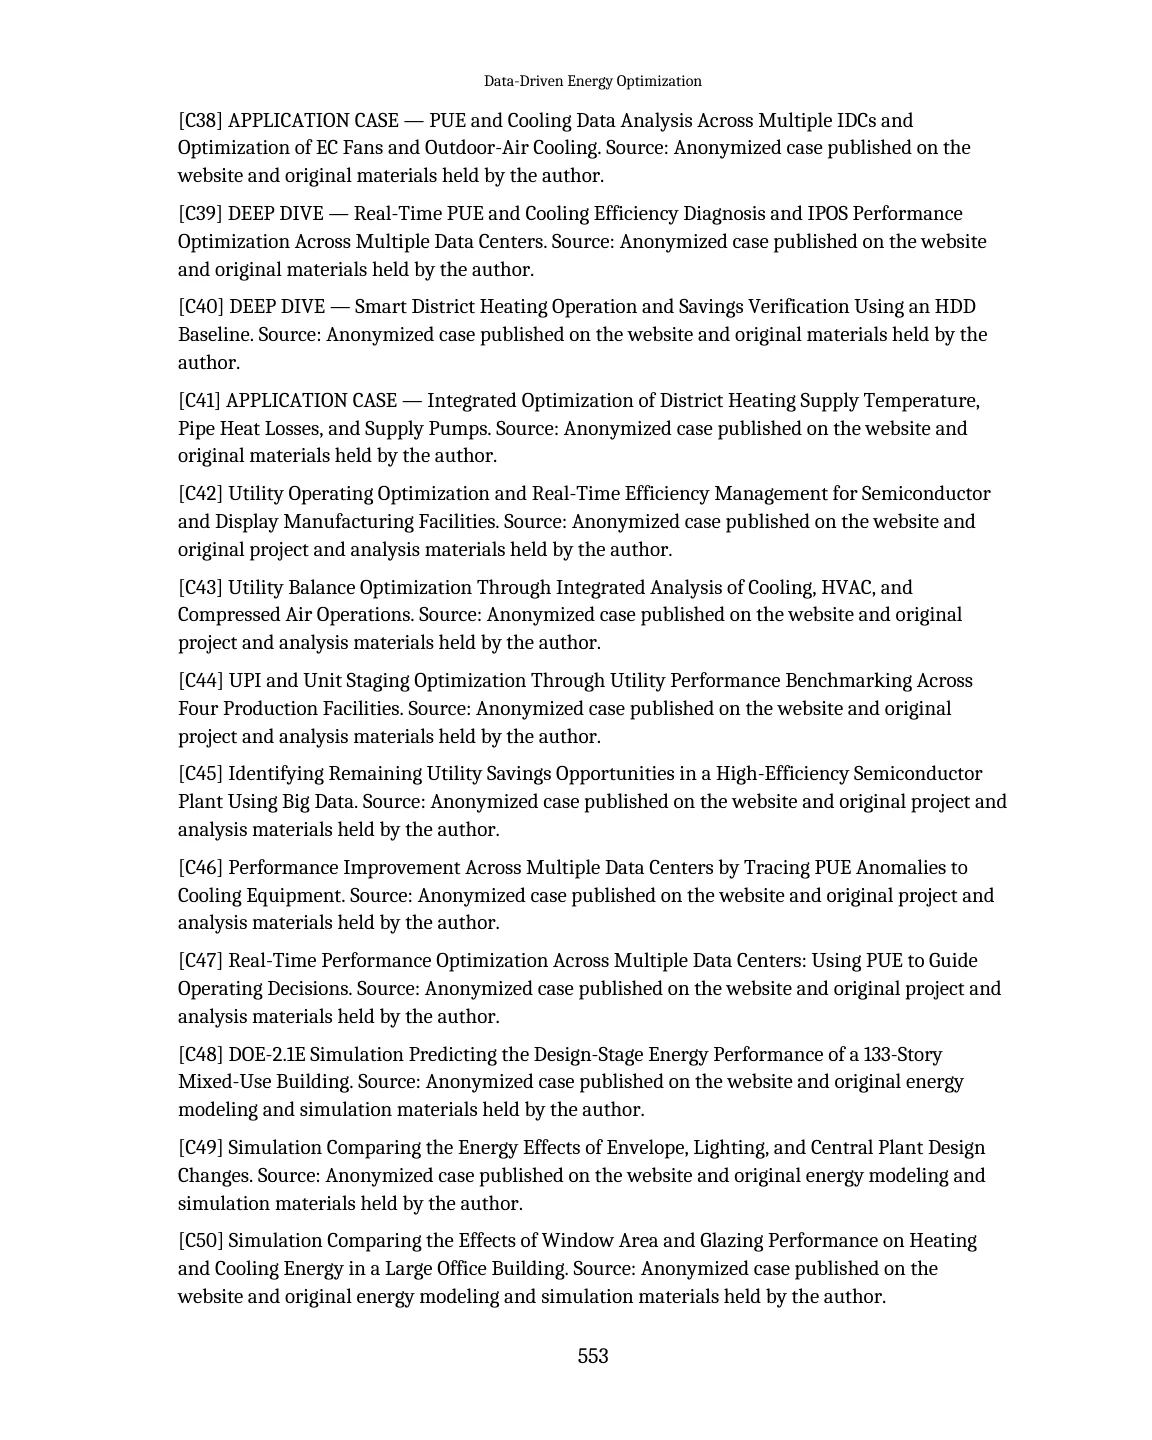 Data-Driven Energy Optimization
[C38] APPLICATION CASE — PUE and Cooling Data Analysis Across Multiple IDCs and
Optimization of EC Fans and Outdoor-Air Cooling. Source: Anonymized case published on the
website and original materials held by the author.
[C39] DEEP DIVE — Real-Time PUE and Cooling Efficiency Diagnosis and IPOS Performance
Optimization Across Multiple Data Centers. Source: Anonymized case published on the website
and original materials held by the author.
[C40] DEEP DIVE — Smart District Heating Operation and Savings Verification Using an HDD
Baseline. Source: Anonymized case published on the website and original materials held by the
author.
[C41] APPLICATION CASE — Integrated Optimization of District Heating Supply Temperature,
Pipe Heat Losses, and Supply Pumps. Source: Anonymized case published on the website and
original materials held by the author.
[C42] Utility Operating Optimization and Real-Time Efficiency Management for Semiconductor
and Display Manufacturing Facilities. Source: Anonymized case published on the website and
original project and analysis materials held by the author.
[C43] Utility Balance Optimization Through Integrated Analysis of Cooling, HVAC, and
Compressed Air Operations. Source: Anonymized case published on the website and original
project and analysis materials held by the author.
[C44] UPI and Unit Staging Optimization Through Utility Performance Benchmarking Across
Four Production Facilities. Source: Anonymized case published on the website and original
project and analysis materials held by the author.
[C45] Identifying Remaining Utility Savings Opportunities in a High-Efficiency Semiconductor
Plant Using Big Data. Source: Anonymized case published on the website and original project and
analysis materials held by the author.
[C46] Performance Improvement Across Multiple Data Centers by Tracing PUE Anomalies to
Cooling Equipment. Source: Anonymized case published on the website and original project and
analysis materials held by the author.
[C47] Real-Time Performance Optimization Across Multiple Data Centers: Using PUE to Guide
Operating Decisions. Source: Anonymized case published on the website and original project and
analysis materials held by the author.
[C48] DOE-2.1E Simulation Predicting the Design-Stage Energy Performance of a 133-Story
Mixed-Use Building. Source: Anonymized case published on the website and original energy
modeling and simulation materials held by the author.
[C49] Simulation Comparing the Energy Effects of Envelope, Lighting, and Central Plant Design
Changes. Source: Anonymized case published on the website and original energy modeling and
simulation materials held by the author.
[C50] Simulation Comparing the Effects of Window Area and Glazing Performance on Heating
and Cooling Energy in a Large Office Building. Source: Anonymized case published on the
website and original energy modeling and simulation materials held by the author.
553